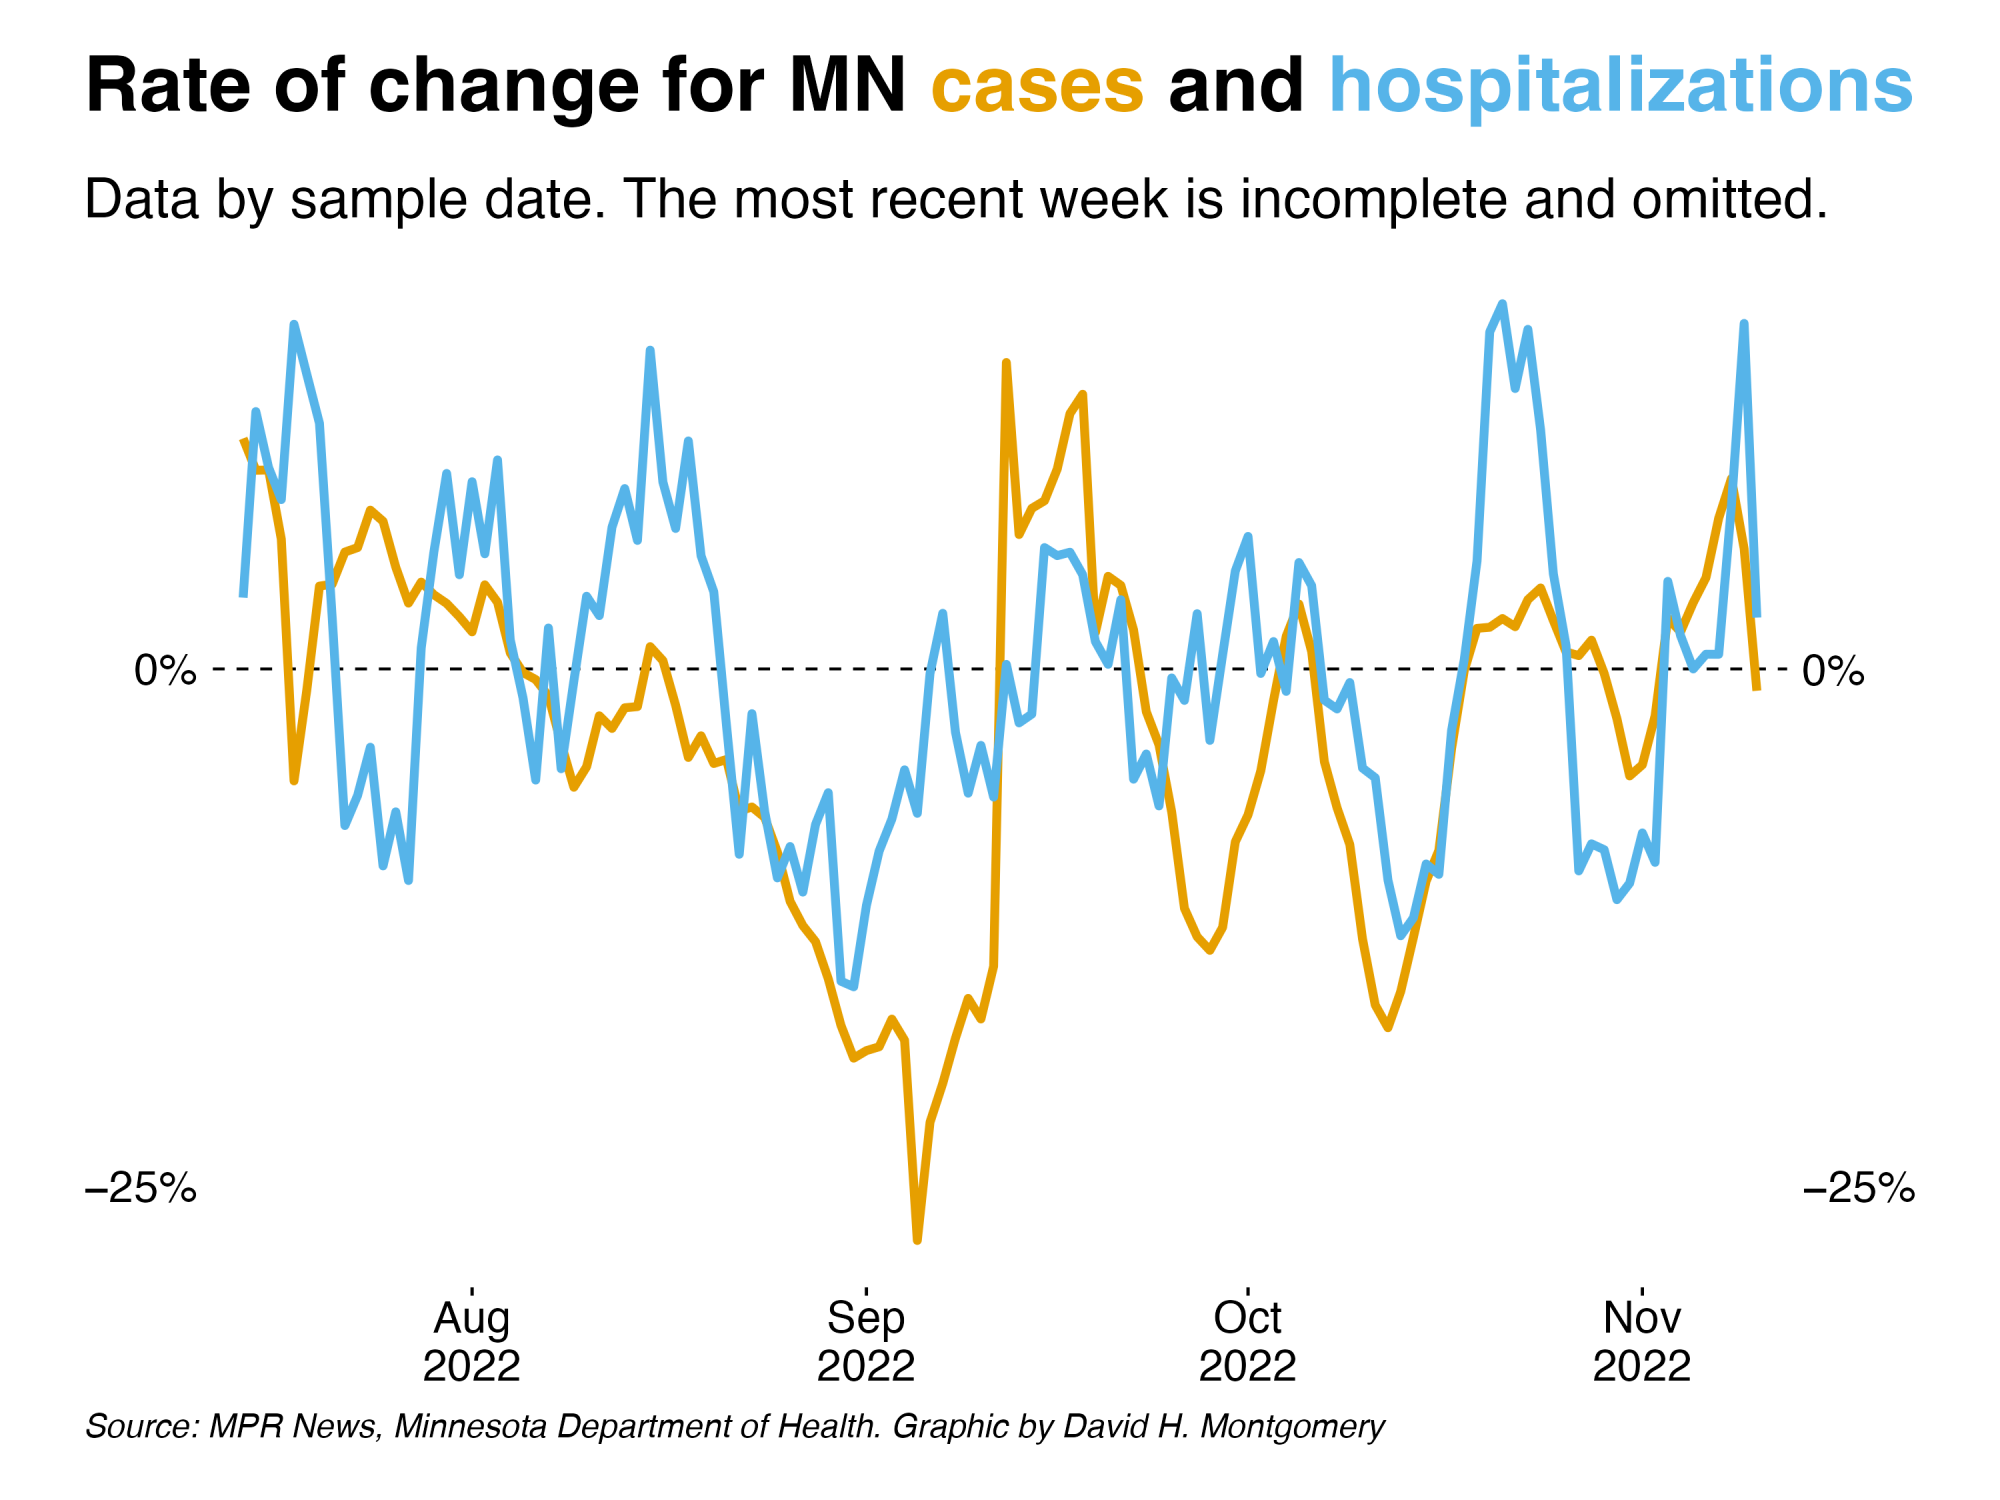 Rate of change for MN cases and hospitalizations
Data by sample date. The most recent week is incomplete and omitted.
0%
0%
–25%
–25%
Aug
2022
Sep
2022
Oct
2022
Nov
2022
Source: MPR News, Minnesota Department of Health. Graphic by David H. Montgomery